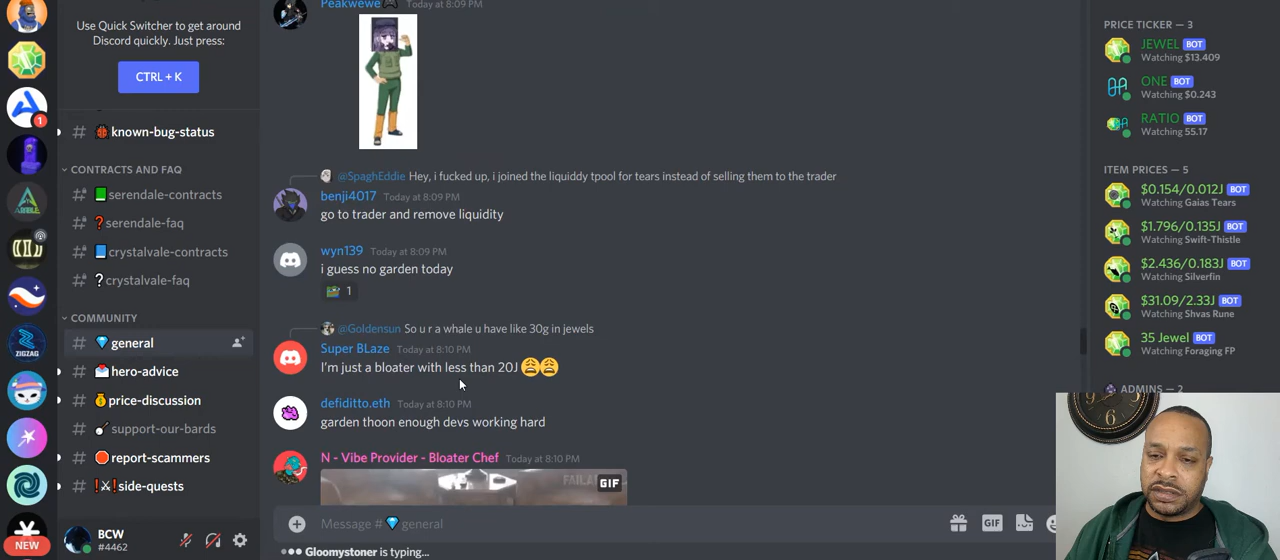 Use Quick Switcher to get around
Discord quickly. Just press:
CTRL + K
# known-bug-status
CONTRACTS AND FAQ
# serendale-contracts
# serendale-faq
# crystalvale-contracts
# crystalvale-faq
COMMUNITY
# general
# hero-advice
# price-discussion
# support-our-bards
# report-scammers
# side-quests
BCW
#4462
1
ZIGZAG
NEW
Peakwewe Today at 8:09 PM
@SpaghEddie Hey, i fucked up, i joined the liquiddy tpool for tears instead of selling them to the trader
benji4017 Today at 8:09 PM
go to trader and remove liquidity
wyn139 Today at 8:09 PM
i guess no garden today
1
@Goldensun So u r a whale u have like 30g in jewels
Super BLaze Today at 8:10 PM
I'm just a bloater with less than 20J 😩😩
defiditto.eth Today at 8:10 PM
garden thoon enough devs working hard
N - Vibe Provider - Bloater Chef Today at 8:10 PM
GIF
Message # 💎 general
GIF
Gloomystoner is typing...
PRICE TICKER — 3
JEWEL BOT
Watching $13.409
ONE BOT
Watching $0.243
RATIO BOT
Watching 55.17
ITEM PRICES — 5
$0.154/0.012J BOT
Watching Gaias Tears
$1.796/0.135J BOT
Watching Swift-Thistle
$2.436/0.183J BOT
Watching Silverfin
$31.09/2.33J BOT
Watching Shvas Rune
35 Jewel BOT
Watching Foraging FP
ADMINS — 2